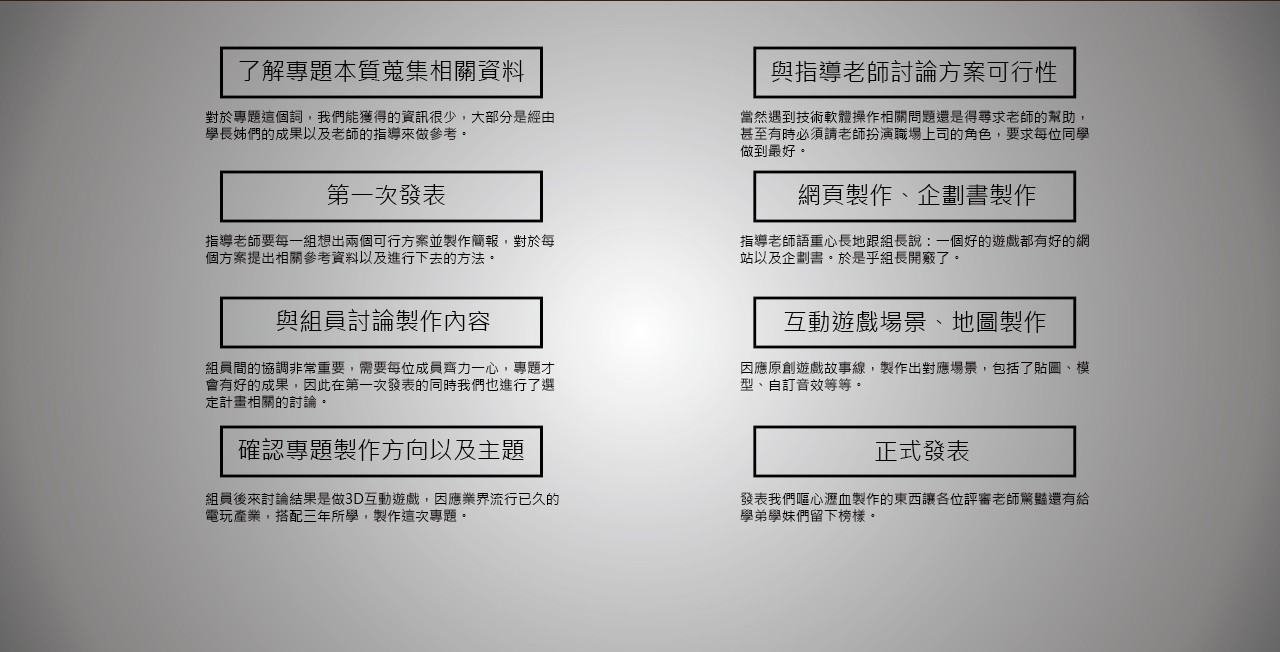 了解專題本質蒐集相關資料
對於專題這個詞，我們能獲得的資訊很少，大部分是經由
學長姊們的成果以及老師的指導來做參考。
第一次發表
指導老師要每一組想出兩個可行方案並製作簡報，對於每
個方案提出相關參考資料以及進行下去的方法。
與組員討論製作內容
組員間的協調非常重要，需要每位成員齊力一心，專題才
會有好的成果，因此在第一次發表的同時我們也進行了選
定計畫相關的討論。
確認專題製作方向以及主題
組員後來討論結果是做3D互動遊戲，因應業界流行已久的
電玩產業，搭配三年所學，製作這次專題。
與指導老師討論方案可行性
當然遇到技術軟體操作相關問題還是得尋求老師的幫助，
甚至有時必須請老師扮演職場上司的角色，要求每位同學
做到最好。
網頁製作、企劃書製作
指導老師語重心長地跟組長說：一個好的遊戲都有好的網
站以及企劃書。於是乎組長開竅了。
互動遊戲場景、地圖製作
因應原創遊戲故事線，製作出對應場景，包括了貼圖、模
型、自訂音效等等。
正式發表
發表我們嘔心瀝血製作的東西讓各位評審老師驚豔還有給
學弟學妹們留下榜樣。